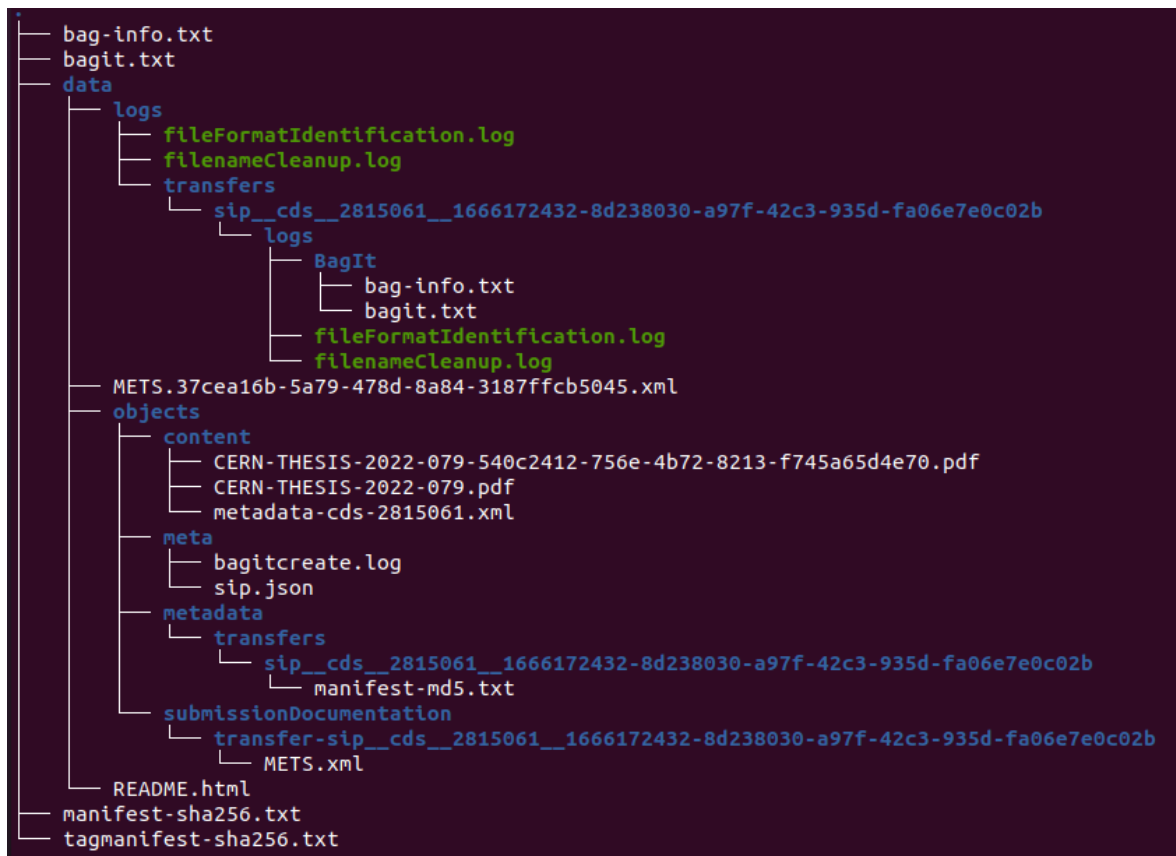 .
├── bag-info.txt
├── bagit.txt
├── data
│   ├── logs
│   │   ├── fileFormatIdentification.log
│   │   ├── filenameCleanup.log
│   │   └── transfers
│   │       └── sip__cds__2815061__1666172432-8d238030-a97f-42c3-935d-fa06e7e0c02b
│   │           └── logs
│   │               ├── BagIt
│   │               │   ├── bag-info.txt
│   │               │   └── bagit.txt
│   │               ├── fileFormatIdentification.log
│   │               └── filenameCleanup.log
│   ├── METS.37cea16b-5a79-478d-8a84-3187ffcb5045.xml
│   ├── objects
│   │   ├── content
│   │   │   ├── CERN-THESIS-2022-079-540c2412-756e-4b72-8213-f745a65d4e70.pdf
│   │   │   ├── CERN-THESIS-2022-079.pdf
│   │   │   └── metadata-cds-2815061.xml
│   │   ├── meta
│   │   │   ├── bagitcreate.log
│   │   │   └── sip.json
│   │   ├── metadata
│   │   │   └── transfers
│   │   │       └── sip__cds__2815061__1666172432-8d238030-a97f-42c3-935d-fa06e7e0c02b
│   │   │           └── manifest-md5.txt
│   │   └── submissionDocumentation
│   │       └── transfer-sip__cds__2815061__1666172432-8d238030-a97f-42c3-935d-fa06e7e0c02b
│   │           └── METS.xml
│   └── README.html
├── manifest-sha256.txt
└── tagmanifest-sha256.txt